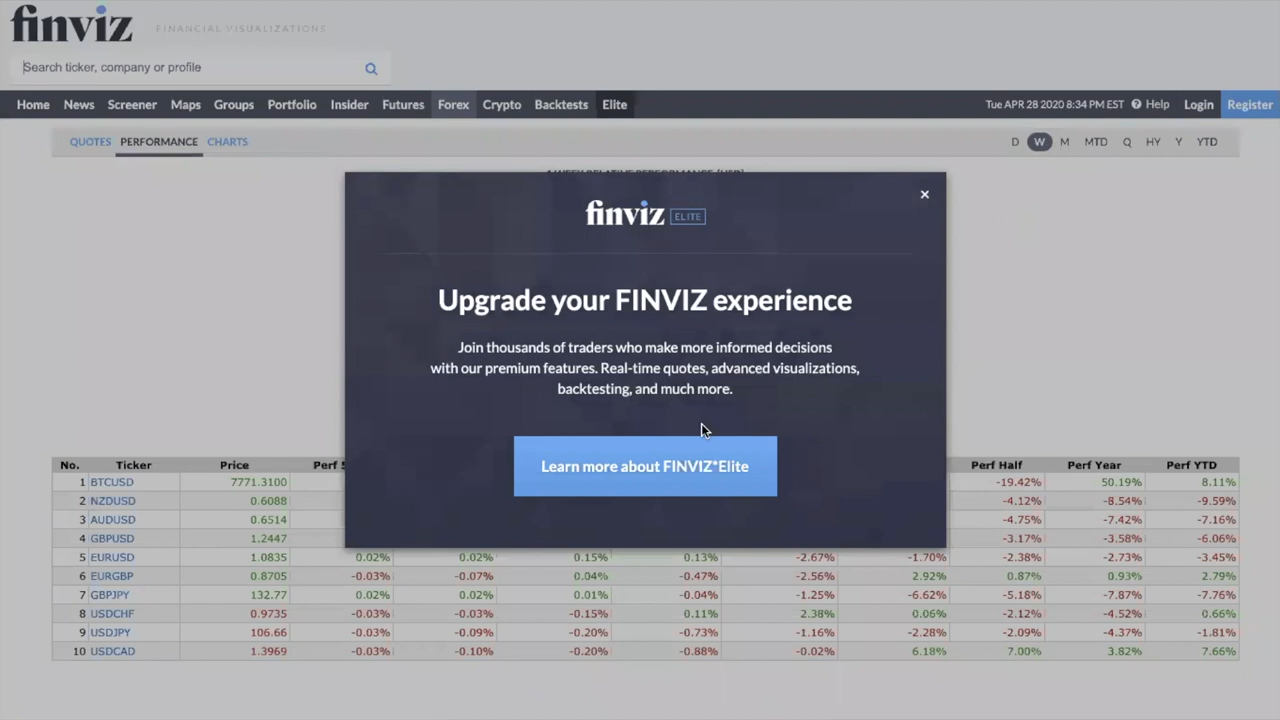 finviz FINANCIAL VISUALIZATIONS
Search ticker, company or profile
Home News Screener Maps Groups Portfolio Insider Futures Forex Crypto Backtests Elite Tue APR 28 2020 8:34 PM EST Help Login Register
QUOTES PERFORMANCE CHARTS D W M MTD Q HY Y YTD
1 WEEK RELATIVE PERFORMANCE [USD]
×
finviz ELITE
Upgrade your FINVIZ experience
Join thousands of traders who make more informed decisions
with our premium features. Real-time quotes, advanced visualizations,
backtesting, and much more.
Learn more about FINVIZ*Elite
No. Ticker Price Perf Perf Half Perf Year Perf YTD
1 BTCUSD 7771.3100 -19.42% 50.19% 8.11%
2 NZDUSD 0.6088 -4.12% -8.54% -9.59%
3 AUDUSD 0.6514 -4.75% -7.42% -7.16%
4 GBPUSD 1.2447 -3.17% -3.58% -6.06%
5 EURUSD 1.0835 0.02% 0.02% 0.15% 0.13% -2.67% -1.70% -2.38% -2.73% -3.45%
6 EURGBP 0.8705 -0.03% -0.07% 0.04% -0.47% -2.56% 2.92% 0.87% 0.93% 2.79%
7 GBPJPY 132.77 0.02% 0.02% 0.01% -0.04% -1.25% -6.62% -5.18% -7.87% -7.76%
8 USDCHF 0.9735 -0.03% -0.03% -0.15% 0.11% 2.38% 0.06% -2.12% -4.52% 0.66%
9 USDJPY 106.66 -0.03% -0.09% -0.20% -0.73% -1.16% -2.28% -2.09% -4.37% -1.81%
10 USDCAD 1.3969 -0.03% -0.10% -0.20% -0.88% -0.02% 6.18% 7.00% 3.82% 7.66%